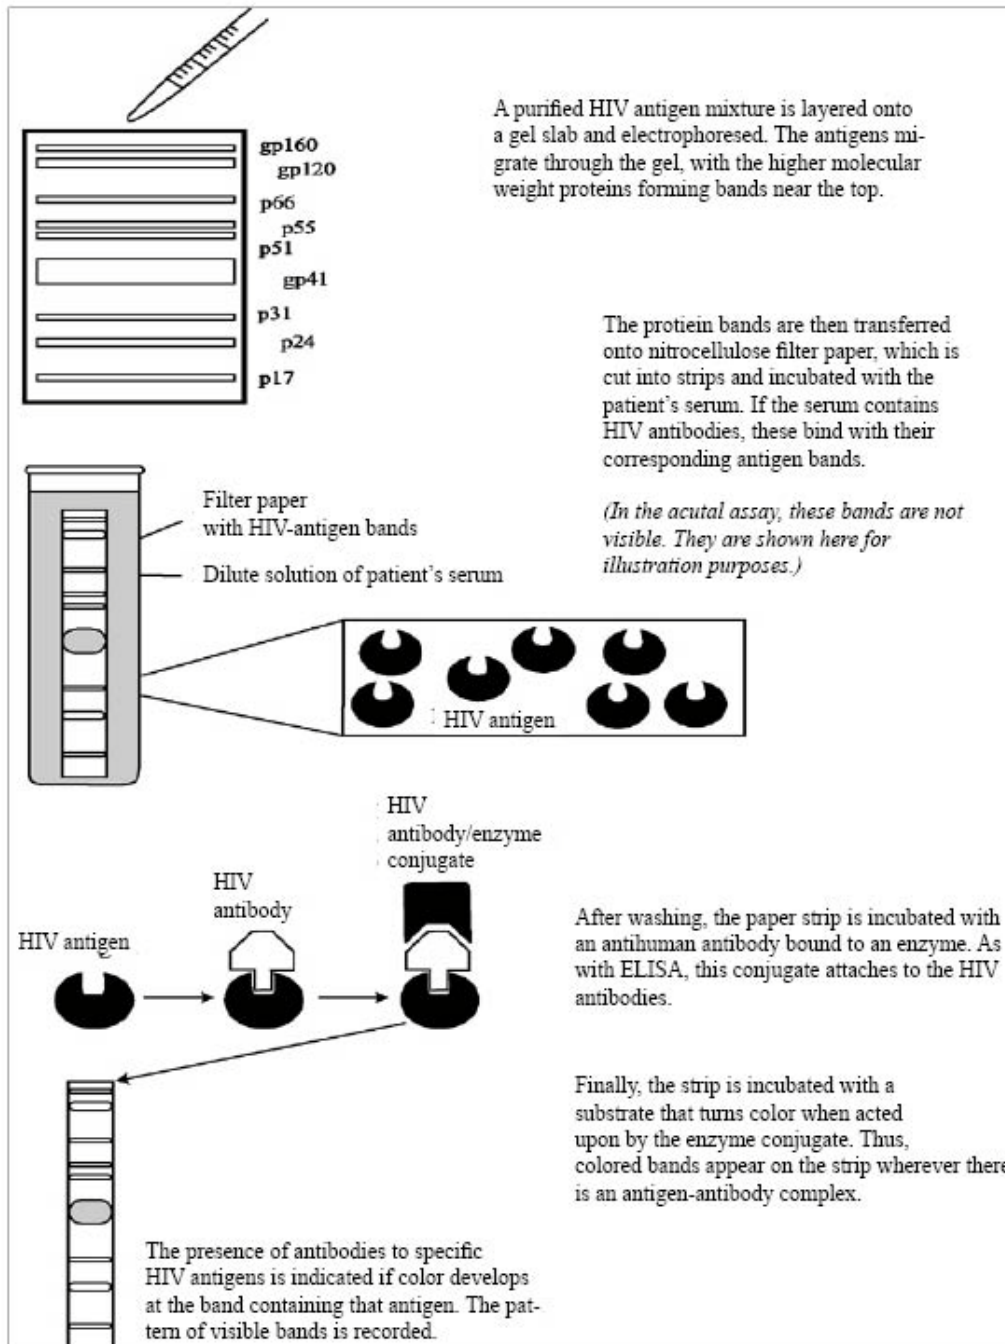 A purified HIV antigen mixture is layered onto
a gel slab and electrophoresed. The antigens mi-
grate through the gel, with the higher molecular
weight proteins forming bands near the top.
gp160
gp120
p66
p55
p51
gp41
p31
p24
p17
The protiein bands are then transferred
onto nitrocellulose filter paper, which is
cut into strips and incubated with the
patient's serum. If the serum contains
HIV antibodies, these bind with their
corresponding antigen bands.
(In the acutal assay, these bands are not
visible. They are shown here for
illustration purposes.)
Filter paper
with HIV-antigen bands
Dilute solution of patient's serum
HIV antigen
HIV
antibody/enzyme
conjugate
HIV
antibody
HIV antigen
After washing, the paper strip is incubated with
an antihuman antibody bound to an enzyme. As
with ELISA, this conjugate attaches to the HIV
antibodies.
Finally, the strip is incubated with a
substrate that turns color when acted
upon by the enzyme conjugate. Thus,
colored bands appear on the strip wherever there
is an antigen-antibody complex.
The presence of antibodies to specific
HIV antigens is indicated if color develops
at the band containing that antigen. The pat-
tern of visible bands is recorded.